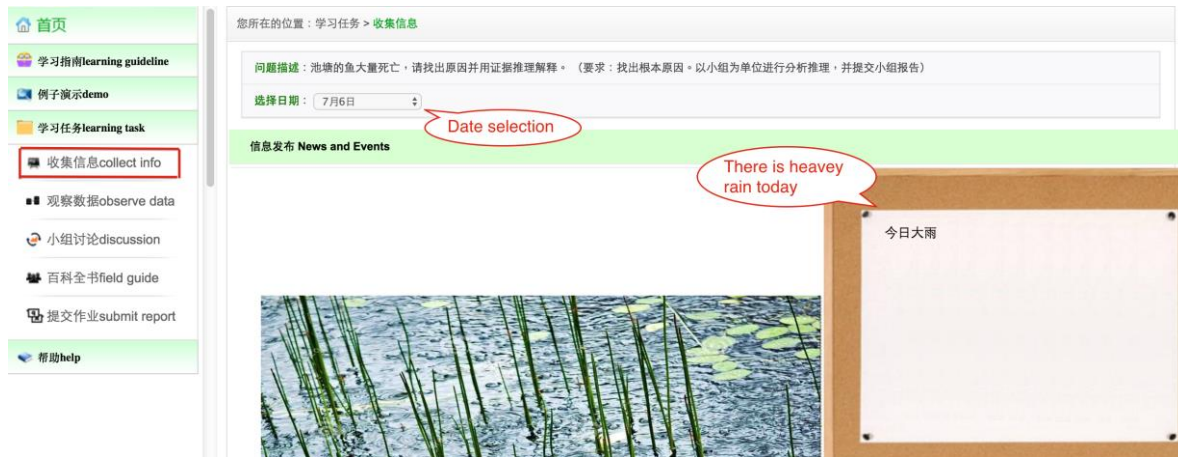 首页
学习指南learning guideline
例子演示demo
学习任务learning task
收集信息collect info
观察数据observe data
小组讨论discussion
百科全书field guide
提交作业submit report
帮助help
您所在的位置：学习任务 > 收集信息
问题描述：池塘的鱼大量死亡，请找出原因并用证据推理解释。（要求：找出根本原因。以小组为单位进行分析推理，并提交小组报告）
选择日期： 7月6日
Date selection
信息发布 News and Events
There is heavey
rain today
今日大雨